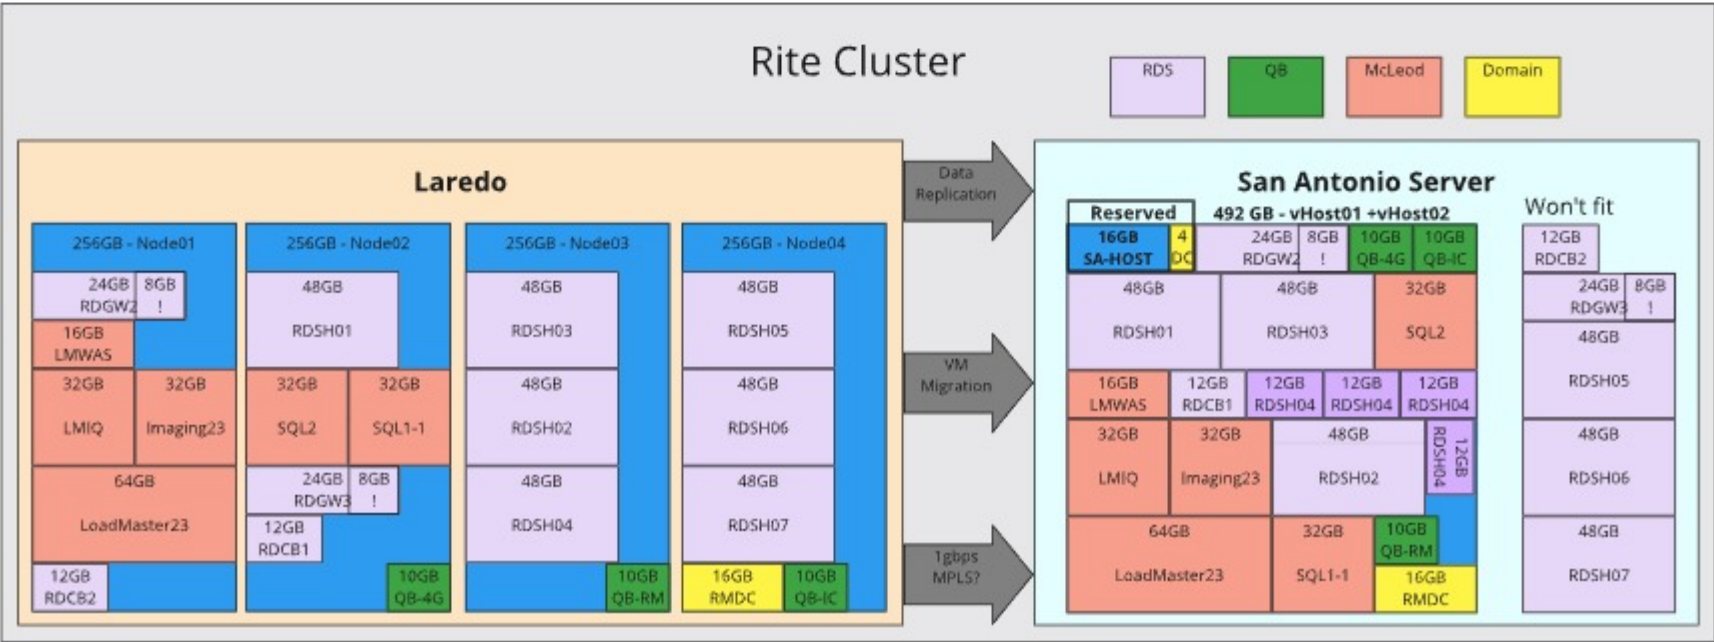 Rite Cluster
RDS
QB
McLeod
Domain
Laredo
256GB - Node01
24GB
RDGW2
8GB
!
16GB
LMWAS
32GB
LMIQ
32GB
Imaging23
64GB
LoadMaster23
12GB
RDCB2
256GB - Node02
48GB
RDSH01
32GB
SQL2
32GB
SQL1-1
24GB
RDGW3
8GB
!
12GB
RDCB1
10GB
QB-4G
256GB - Node03
48GB
RDSH03
48GB
RDSH02
48GB
RDSH04
10GB
QB-RM
256GB - Node04
48GB
RDSH05
48GB
RDSH06
48GB
RDSH07
16GB
RMDC
10GB
QB-IC
Data
Replication
VM
Migration
1gbps
MPLS?
San Antonio Server
Reserved
492 GB - vHost01 +vHost02
16GB
SA-HOST
4
DC
24GB
RDGW2
8GB
!
10GB
QB-4G
10GB
QB-IC
48GB
RDSH01
48GB
RDSH03
32GB
SQL2
16GB
LMWAS
12GB
RDCB1
12GB
RDSH04
12GB
RDSH04
12GB
RDSH04
32GB
LMIQ
32GB
Imaging23
48GB
RDSH02
12GB
RDSH04
64GB
LoadMaster23
32GB
SQL1-1
10GB
QB-RM
16GB
RMDC
Won't fit
12GB
RDCB2
24GB
RDGW3
8GB
!
48GB
RDSH05
48GB
RDSH06
48GB
RDSH07